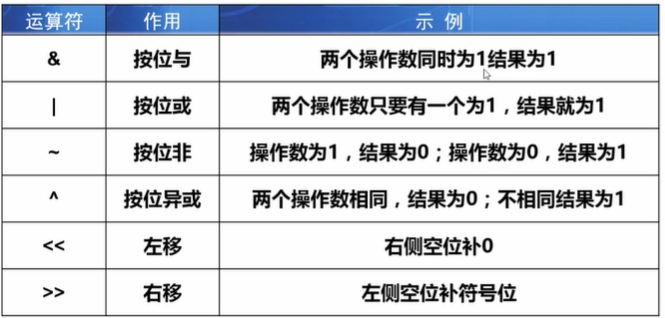 运算符 作用 示 例
& 按位与 两个操作数同时为1结果为1
| 按位或 两个操作数只要有一个为1，结果就为1
~ 按位非 操作数为1，结果为0；操作数为0，结果为1
^ 按位异或 两个操作数相同，结果为0；不相同结果为1
<< 左移 右侧空位补0
>> 右移 左侧空位补符号位